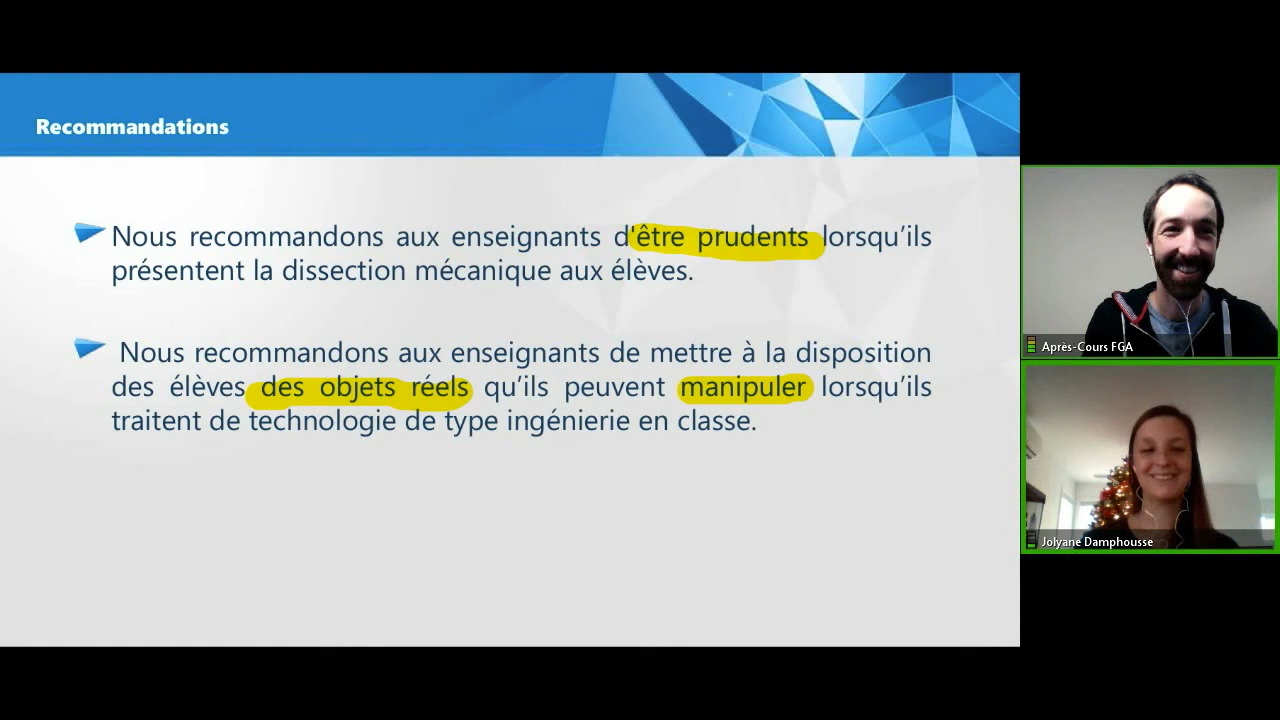 Recommandations
Nous recommandons aux enseignants d'être prudents lorsqu’ils
présentent la dissection mécanique aux élèves.
Nous recommandons aux enseignants de mettre à la disposition
des élèves des objets réels qu’ils peuvent manipuler lorsqu’ils
traitent de technologie de type ingénierie en classe.
Après-Cours FGA
Jolyane Damphousse